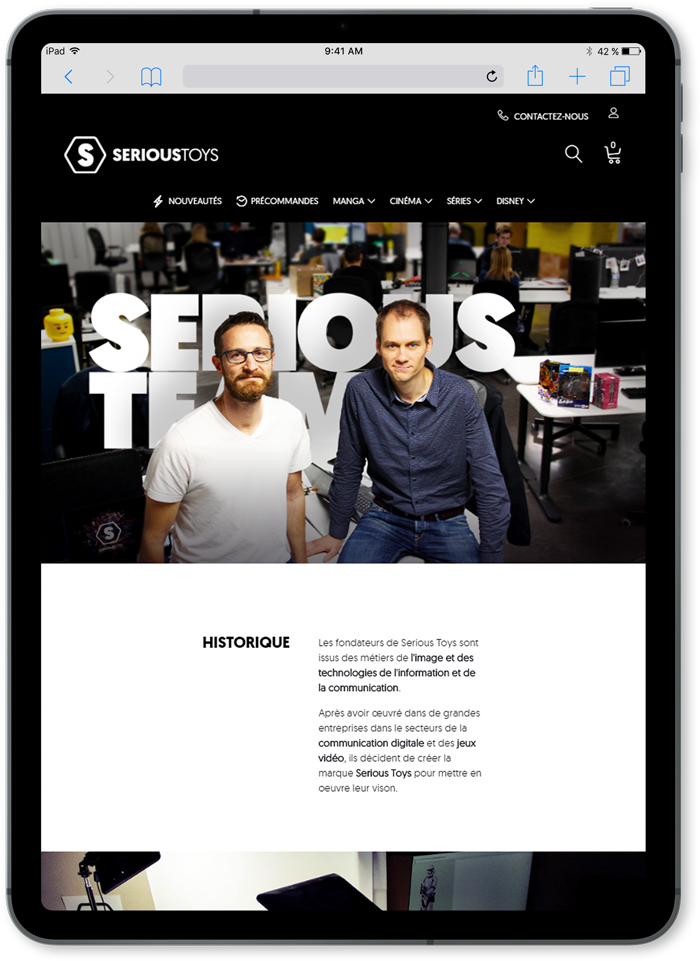 iPad 9:41 AM 42 %
CONTACTEZ-NOUS
S SERIOUSTOYS 0
NOUVEAUTÉS PRÉCOMMANDES MANGA CINÉMA SÉRIES DISNEY
SERIOUS
TEAM
S
HISTORIQUE
Les fondateurs de Serious Toys sont
issus des métiers de l'image et des
technologies de l'information et de
la communication.
Après avoir œuvré dans de grandes
entreprises dans le secteurs de la
communication digitale et des jeux
vidéo, ils décident de créer la
marque Serious Toys pour mettre en
oeuvre leur vison.